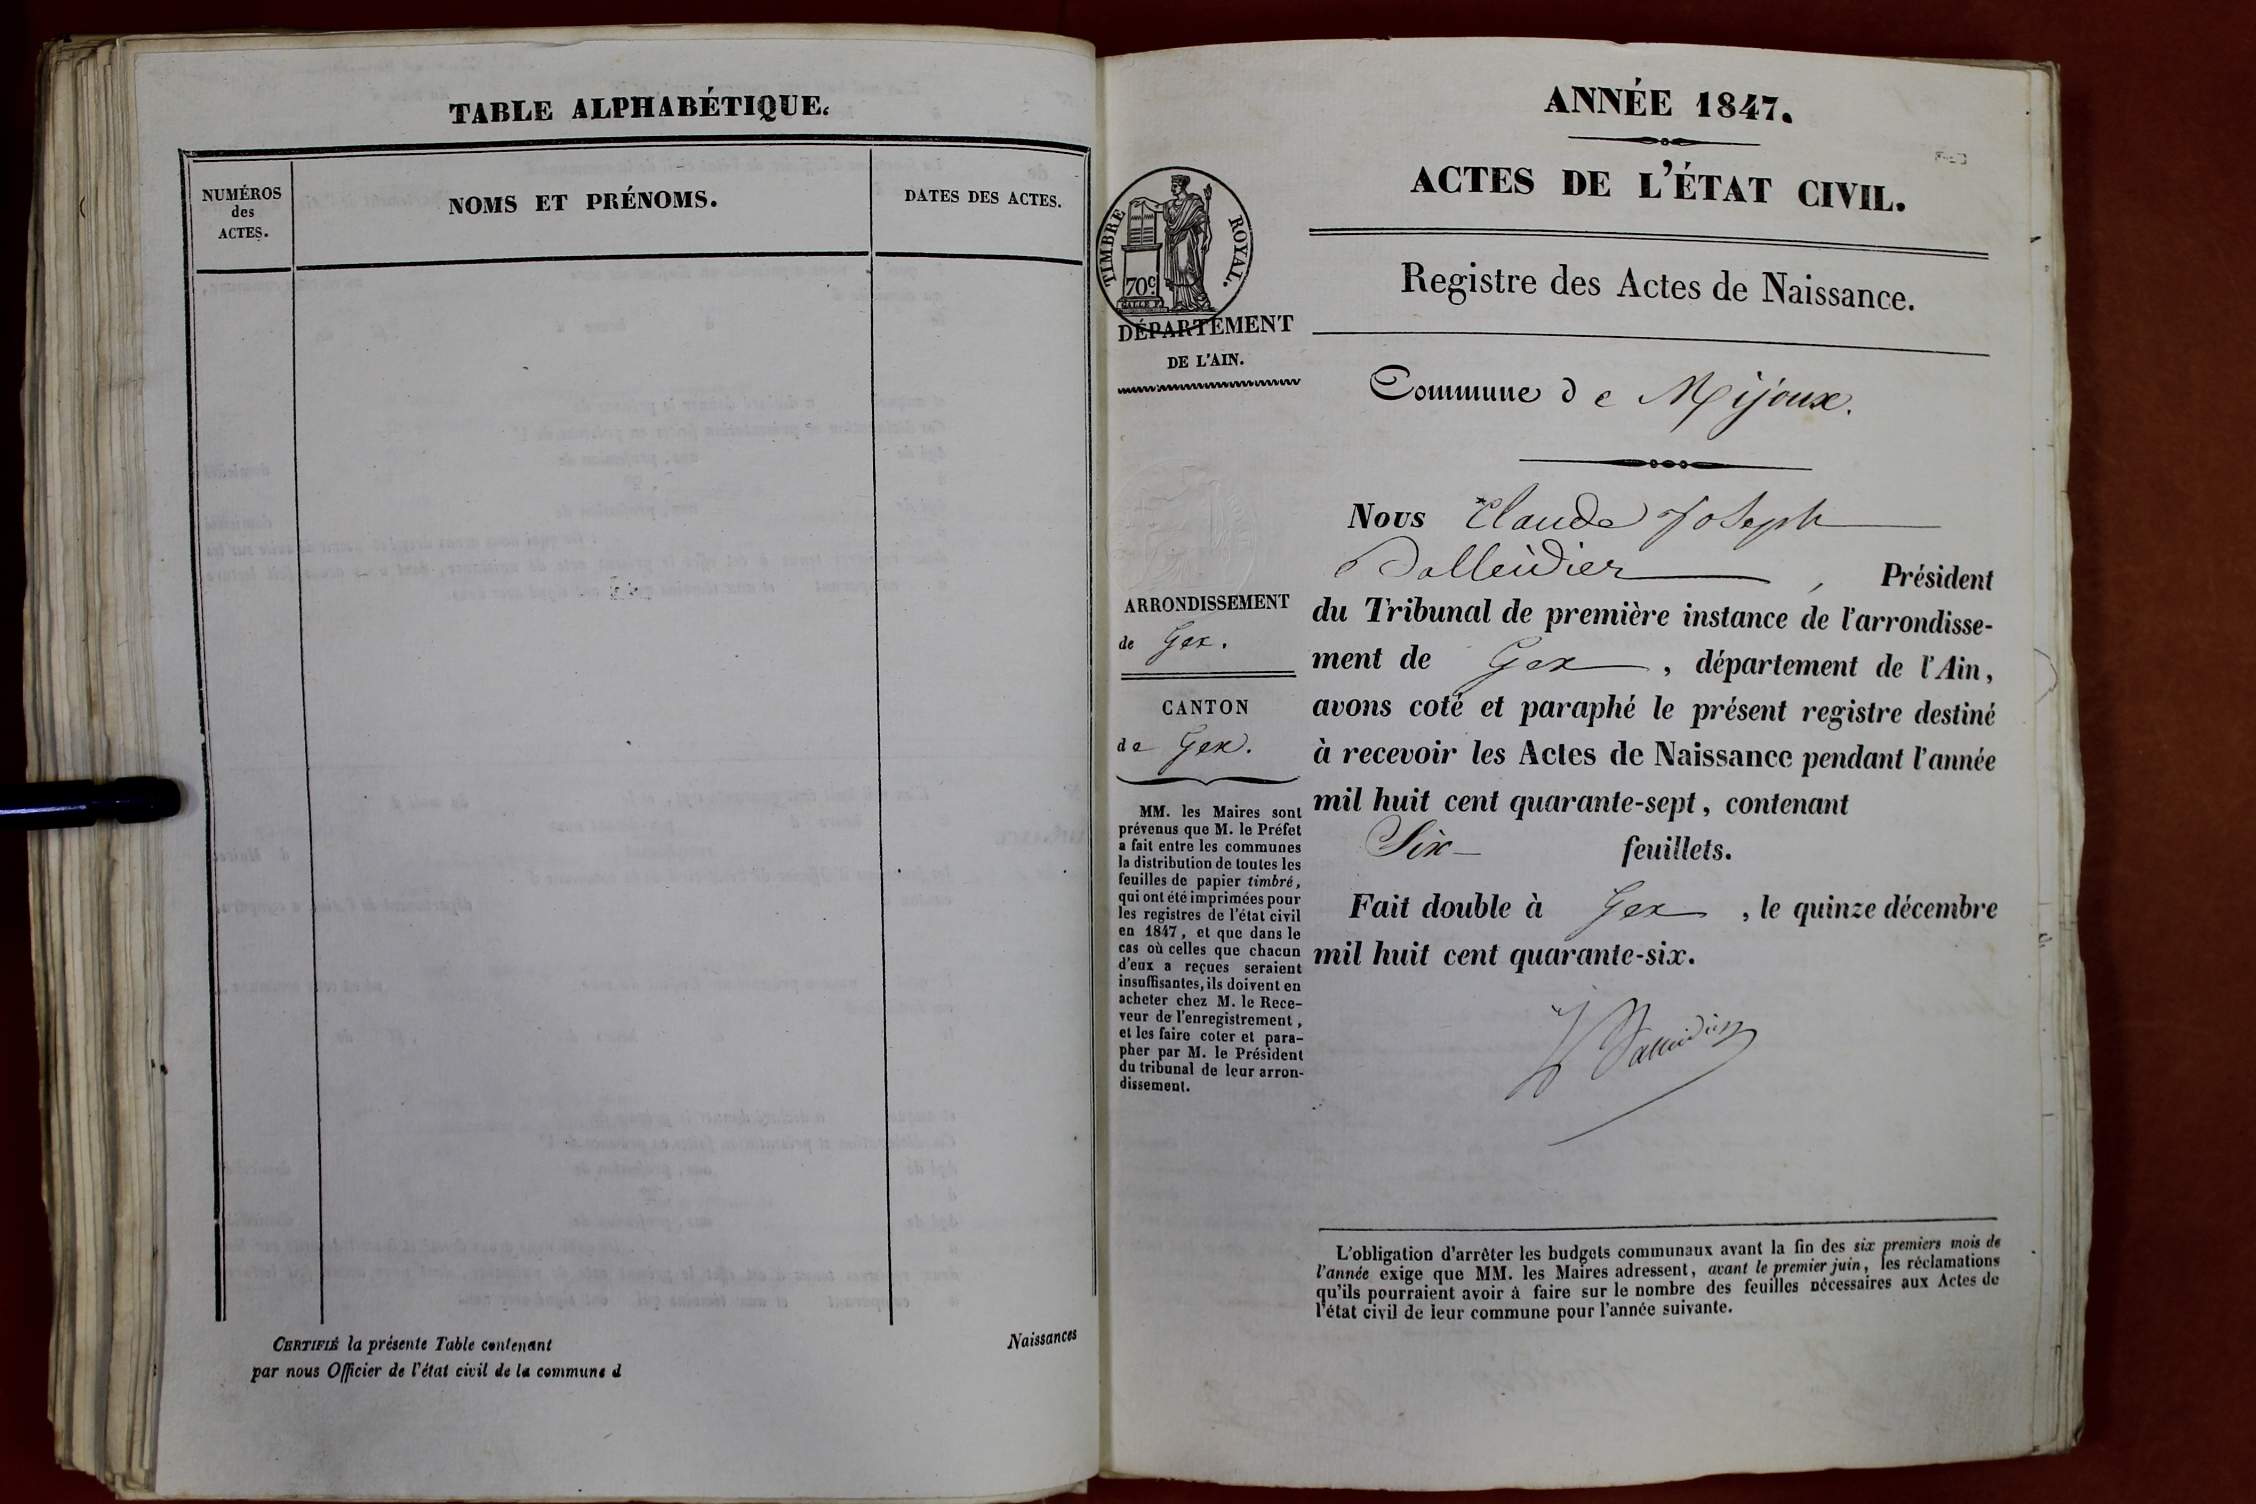 TABLE ALPHABÉTIQUE.
NUMÉROS
des
ACTES.
NOMS ET PRÉNOMS.
DATES DES ACTES.
CERTIFIÉ la présente Table contenant
par nous Officier de l'état civil de la commune d
Naissances
ANNÉE 1847.
ACTES DE L'ÉTAT CIVIL.
Registre des Actes de Naissance.
TIMBRE ROYAL.
70c
DÉPARTEMENT
DE L'AIN.
Commune de Mijoux.
Nous Claude Joseph
, Président
du Tribunal de première instance de l'arrondisse-
ment de Gex, département de l'Ain,
avons coté et paraphé le présent registre destiné
à recevoir les Actes de Naissance pendant l'année
mil huit cent quarante-sept, contenant
Six feuillets.
Fait double à Gex, le quinze décembre
mil huit cent quarante-six.
ARRONDISSEMENT
de Gex.
CANTON
de Gex.
MM. les Maires sont
prévenus que M. le Préfet
a fait entre les communes
la distribution de toutes les
feuilles de papier timbré,
qui ont été imprimées pour
les registres de l'état civil
en 1847, et que dans le
cas où celles que chacun
d'eux a reçues seraient
insuffisantes, ils doivent en
acheter chez M. le Rece-
veur de l'enregistrement,
et les faire coter et para-
pher par M. le Président
du tribunal de leur arron-
dissement.
L'obligation d'arrêter les budgets communaux avant la fin des six premiers mois de
l'année exige que MM. les Maires adressent, avant le premier juin, les réclamations
qu'ils pourraient avoir à faire sur le nombre des feuilles nécessaires aux Actes de
l'état civil de leur commune pour l'année suivante.